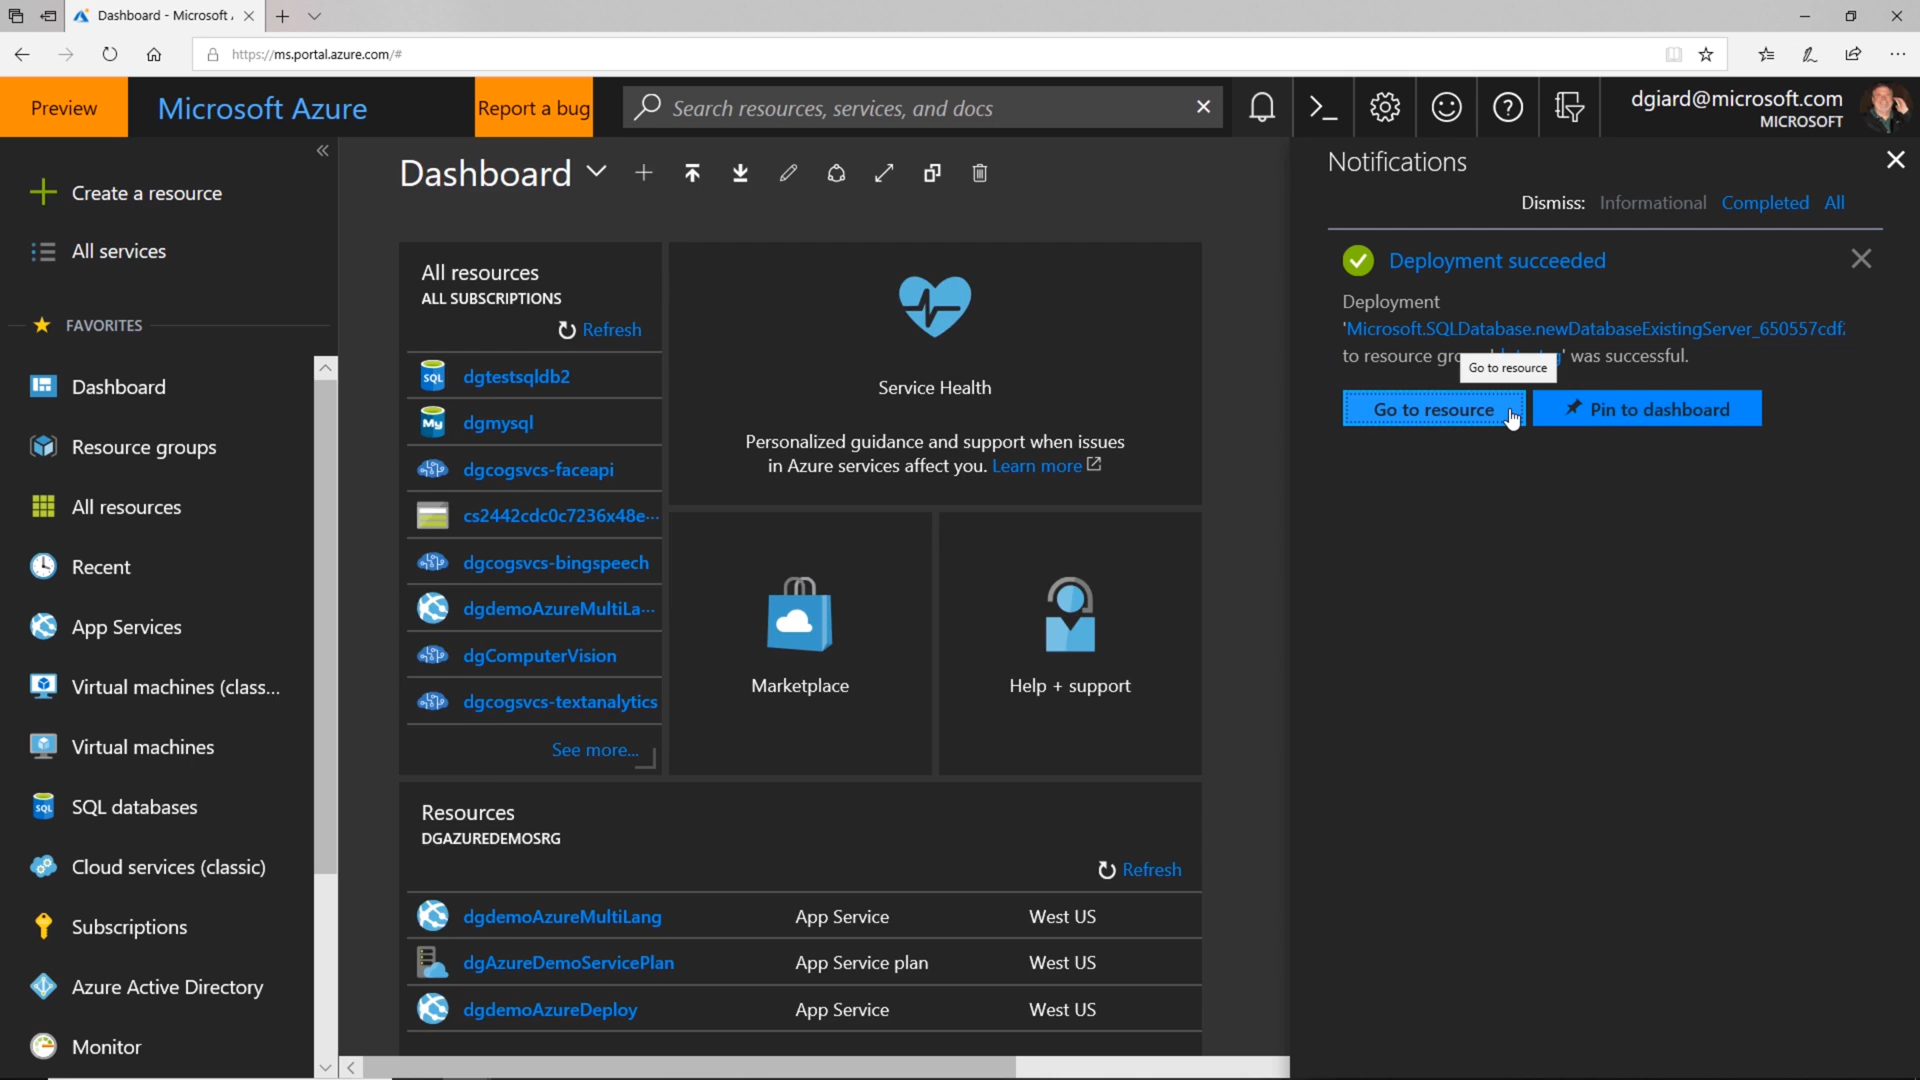 Dashboard - Microsoft
https://ms.portal.azure.com/#
Preview
Microsoft Azure
Report a bug
Search resources, services, and docs
dgiard@microsoft.com
MICROSOFT
Create a resource
All services
FAVORITES
Dashboard
Resource groups
All resources
Recent
App Services
Virtual machines (class...
Virtual machines
SQL databases
Cloud services (classic)
Subscriptions
Azure Active Directory
Monitor
Dashboard
All resources
ALL SUBSCRIPTIONS
Refresh
SQL
dgtestsqldb2
My
dgmysql
dgcogsvcs-faceapi
cs2442cdc0c7236x48e...
dgcogsvcs-bingspeech
dgdemoAzureMultiLa...
dgComputerVision
dgcogsvcs-textanalytics
See more...
Service Health
Personalized guidance and support when issues
in Azure services affect you. Learn more
Marketplace
Help + support
Resources
DGAZUREDEMOSRG
Refresh
dgdemoAzureMultiLang App Service West US
dgAzureDemoServicePlan App Service plan West US
dgdemoAzureDeploy App Service West US
Notifications
Dismiss: Informational Completed All
Deployment succeeded
Deployment
'Microsoft.SQLDatabase.newDatabaseExistingServer_650557cdf
to resource ' was successful.
Go to resource
Go to resource
Pin to dashboard